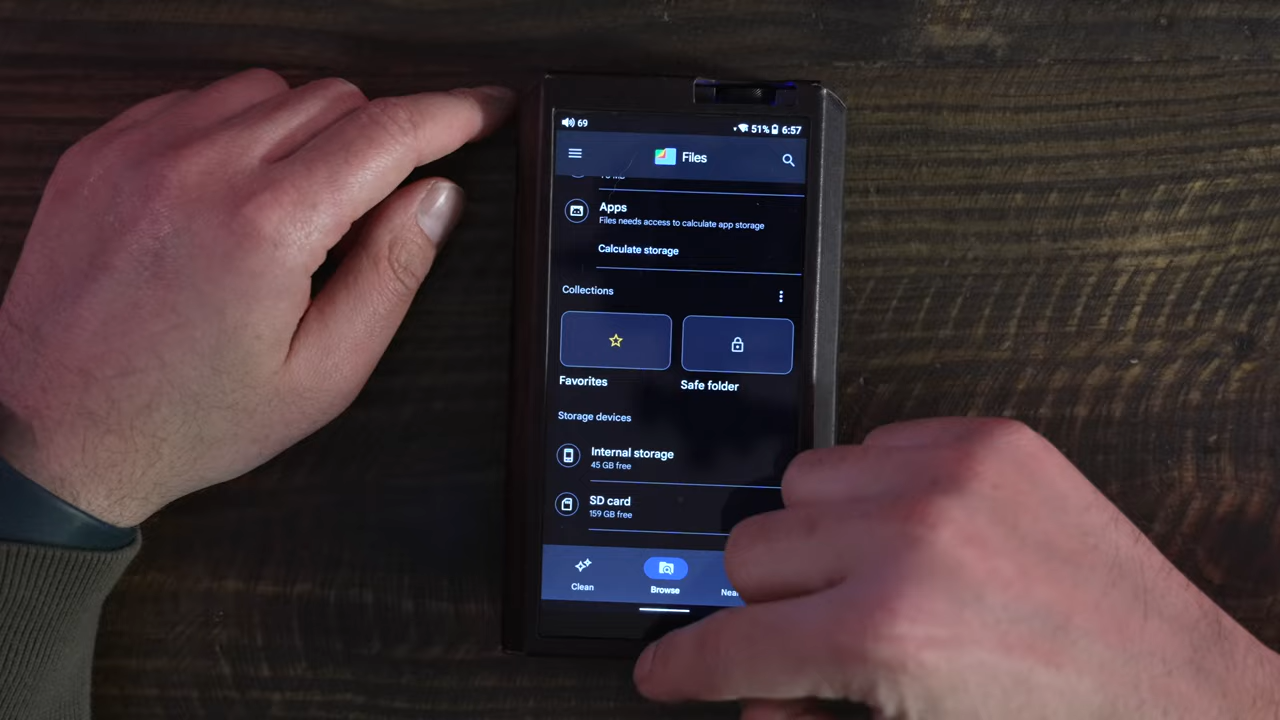 69
51% 6:57
Files
Apps
Files needs access to calculate app storage
Calculate storage
Collections
Favorites
Safe folder
Storage devices
Internal storage
45 GB free
SD card
159 GB free
Clean
Browse